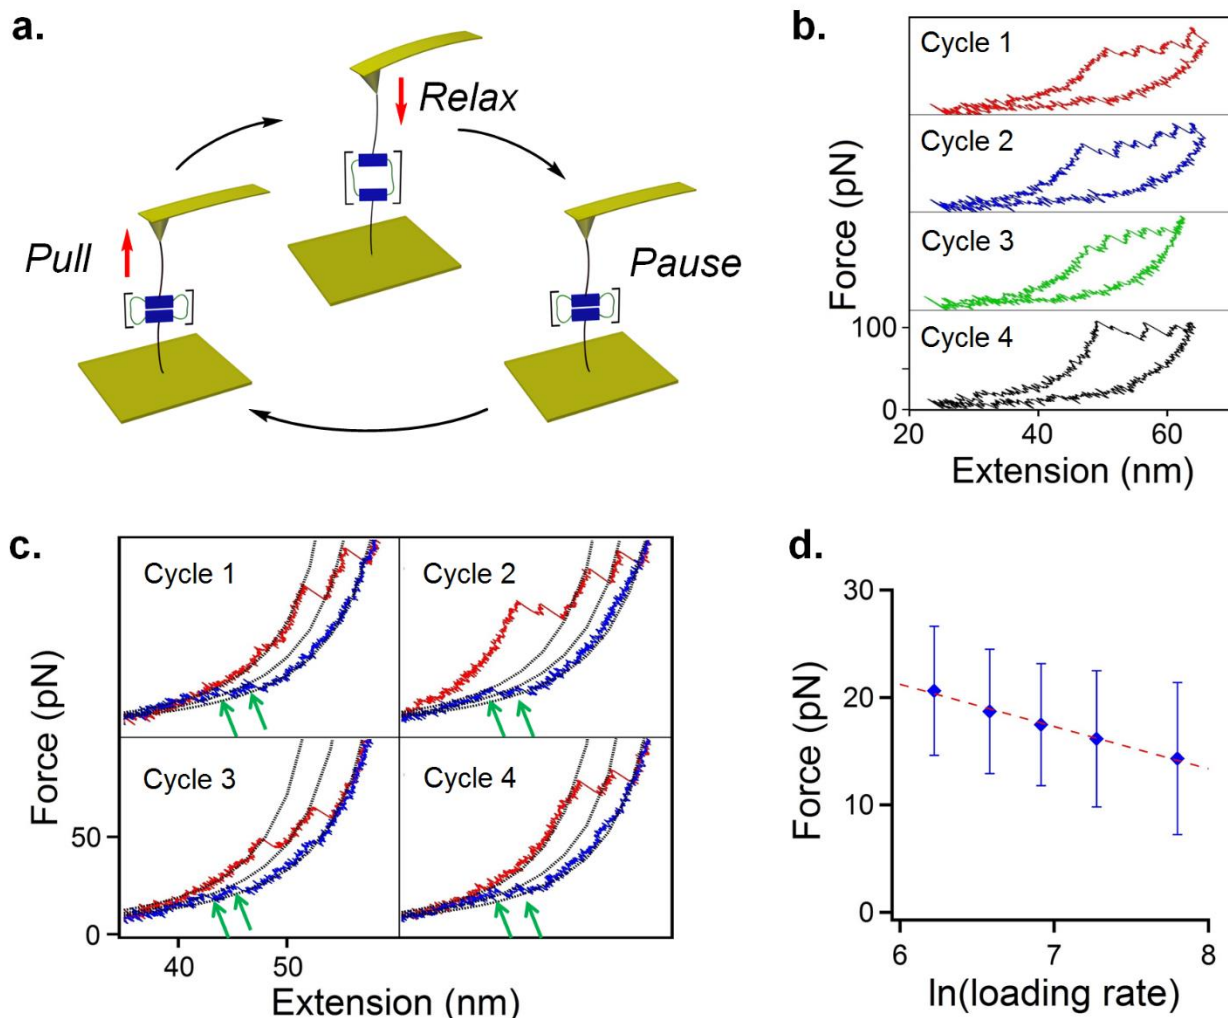 a.
Relax
Pull
Pause
b.
Cycle 1
Cycle 2
Cycle 3
Cycle 4
Force (pN)
100
0
20
40
60
Extension (nm)
c.
Cycle 1
Cycle 2
Cycle 3
Cycle 4
Force (pN)
50
0
40
50
Extension (nm)
d.
Force (pN)
30
20
10
0
6
7
8
ln(loading rate)